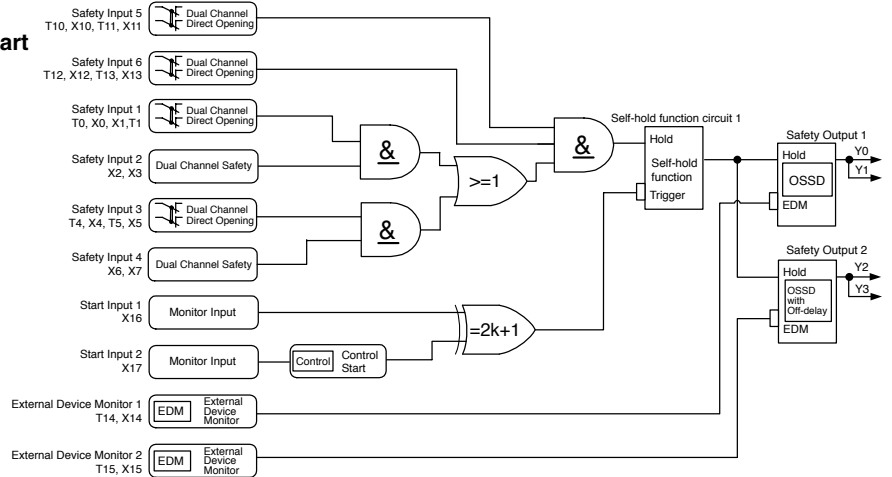 art
Safety Input 5
T10, X10, T11, X11
Dual Channel
Direct Opening
Safety Input 6
T12, X12, T13, X13
Dual Channel
Direct Opening
Safety Input 1
T0, X0, X1,T1
Dual Channel
Direct Opening
Safety Input 2
X2, X3
Dual Channel Safety
Safety Input 3
T4, X4, T5, X5
Dual Channel
Direct Opening
Safety Input 4
X6, X7
Dual Channel Safety
Start Input 1
X16
Monitor Input
Start Input 2
X17
Monitor Input
Control
Control
Start
External Device Monitor 1
T14, X14
EDM
External
Device
Monitor
External Device Monitor 2
T15, X15
EDM
External
Device
Monitor
&
&
>=1
=2k+1
&
Self-hold function circuit 1
Hold
Self-hold
function
Trigger
Safety Output 1
Hold
OSSD
EDM
Y0
Y1
Safety Output 2
Hold
OSSD
with
Off-delay
EDM
Y2
Y3